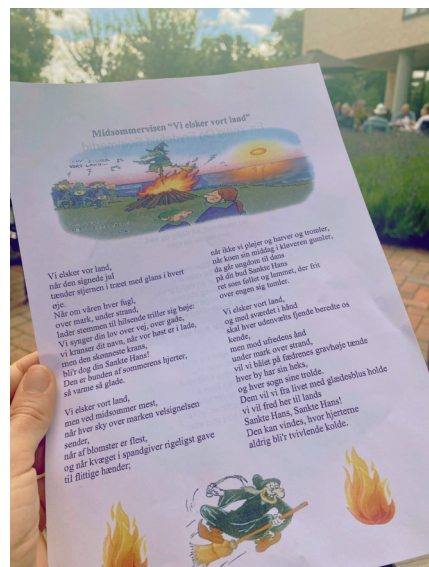 Midsommervisen "Vi elsker vort land"
VORT LAND...
Vi elsker vor land,
når den signede jul
tænder stjernen i træet med glans i hvert
øje.
Når om våren hver fugl,
over mark, under strand,
lader stemmen til hilsende triller sig bøje:
Vi synger din lov over vej, over gade,
vi kranser dit navn, når vor høst er i lade,
men den skønneste krans,
bli'r dog din Sankte Hans!
Den er bunden af sommerens hjerter,
så varme så glade.
Vi elsker vort land,
men ved midsommer mest,
når hver sky over marken velsignelsen
sender,
når af blomster er flest,
og når kvæget i spandgiver rigeligst gave
til flittige hænder;
når ikke vi pløjer og harver og tromler,
når koen sin middag i kløveren gumler,
da går ungdom til dans
på dit bud Sankte Hans
ret som føllet og lammet, der frit
over engen sig tumler.
Vi elsker vort land,
og med sværdet i hånd
skal hver udenvælts fjende beredte os
kende,
men mod ufredens ånd
under mark over strand,
vil vi bålet på fædrenes gravhøje tænde
hver by har sin heks,
og hver sogn sine trolde.
Dem vil vi fra livet med glædesblus holde
vi vil fred her til lands
Sankte Hans, Sankte Hans!
Den kan vindes, hvor hjerterne
aldrig bli'r tvivlende kolde.